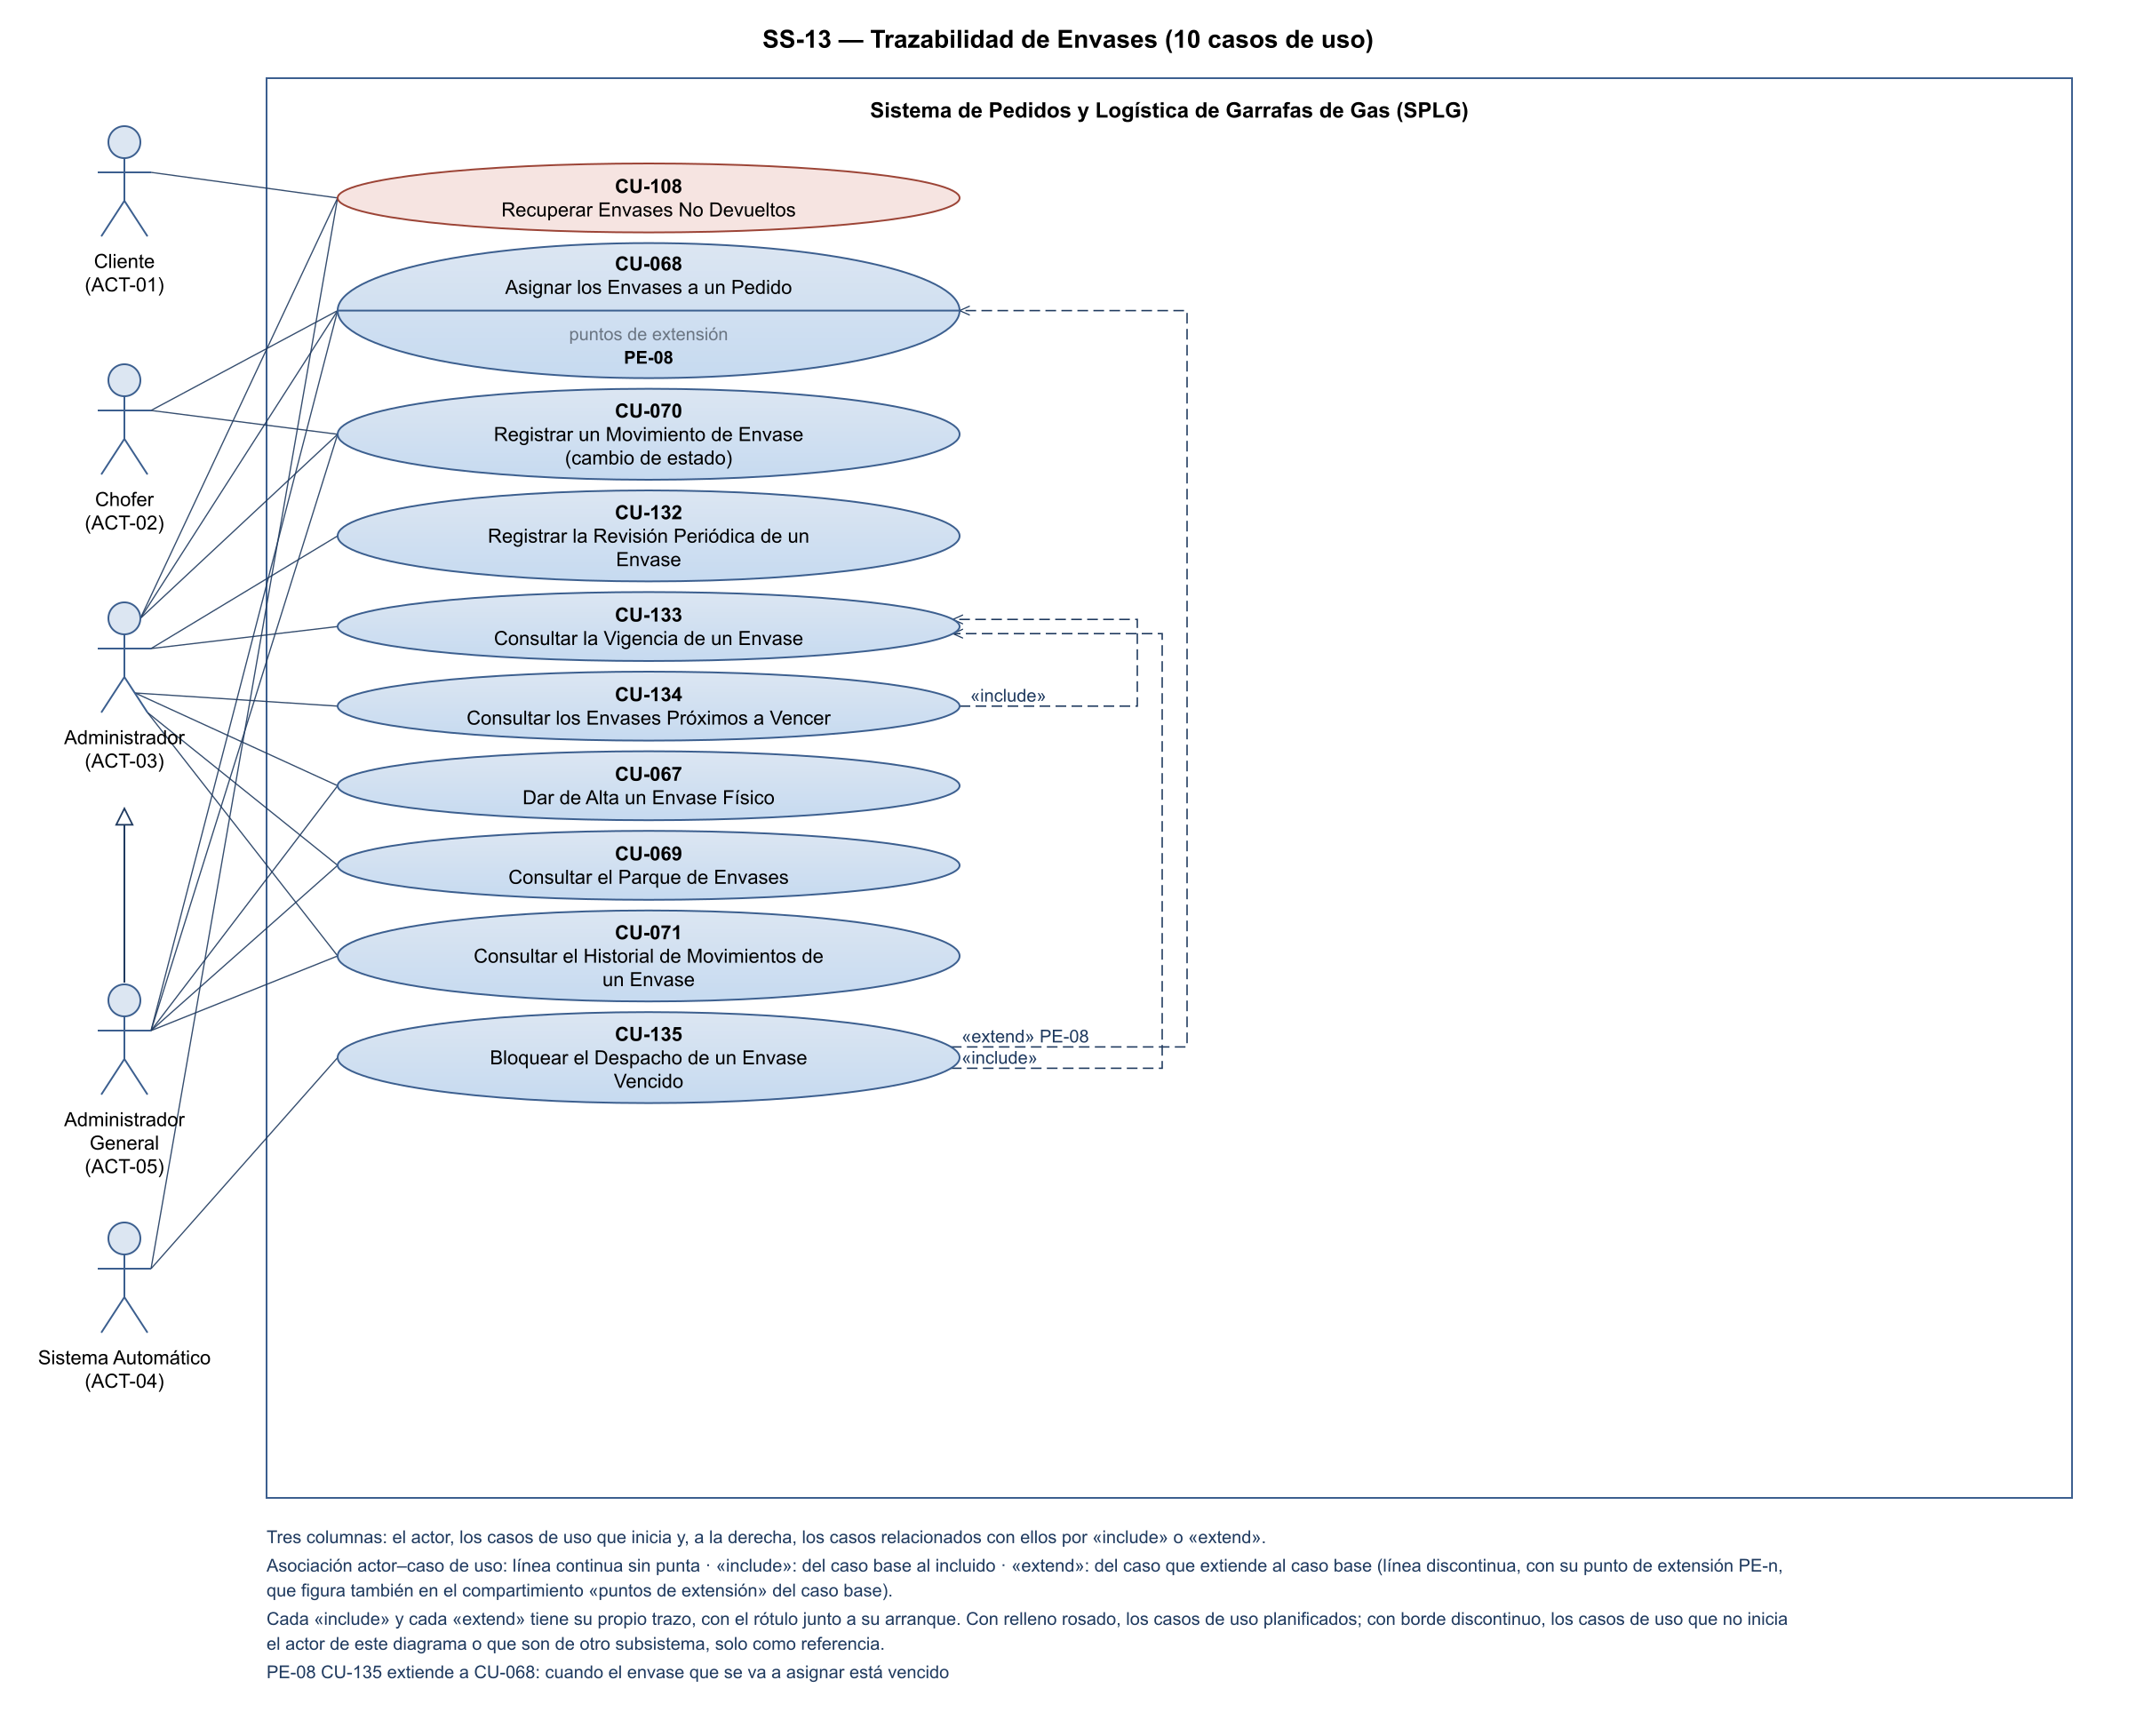 SS-13 — Trazabilidad de Envases (10 casos de uso)
Sistema de Pedidos y Logística de Garrafas de Gas (SPLG)
Cliente
(ACT-01)
Chofer
(ACT-02)
Administrador
(ACT-03)
Administrador
General
(ACT-05)
Sistema Automático
(ACT-04)
CU-108
Recuperar Envases No Devueltos
CU-068
Asignar los Envases a un Pedido
puntos de extensión
PE-08
CU-070
Registrar un Movimiento de Envase
(cambio de estado)
CU-132
Registrar la Revisión Periódica de un
Envase
CU-133
Consultar la Vigencia de un Envase
CU-134
Consultar los Envases Próximos a Vencer
«include»
CU-067
Dar de Alta un Envase Físico
CU-069
Consultar el Parque de Envases
CU-071
Consultar el Historial de Movimientos de
un Envase
CU-135
Bloquear el Despacho de un Envase
Vencido
«extend» PE-08
«include»
Tres columnas: el actor, los casos de uso que inicia y, a la derecha, los casos relacionados con ellos por «include» o «extend».
Asociación actor–caso de uso: línea continua sin punta · «include»: del caso base al incluido · «extend»: del caso que extiende al caso base (línea discontinua, con su punto de extensión PE-n,
que figura también en el compartimiento «puntos de extensión» del caso base).
Cada «include» y cada «extend» tiene su propio trazo, con el rótulo junto a su arranque. Con relleno rosado, los casos de uso planificados; con borde discontinuo, los casos de uso que no inicia
el actor de este diagrama o que son de otro subsistema, solo como referencia.
PE-08 CU-135 extiende a CU-068: cuando el envase que se va a asignar está vencido